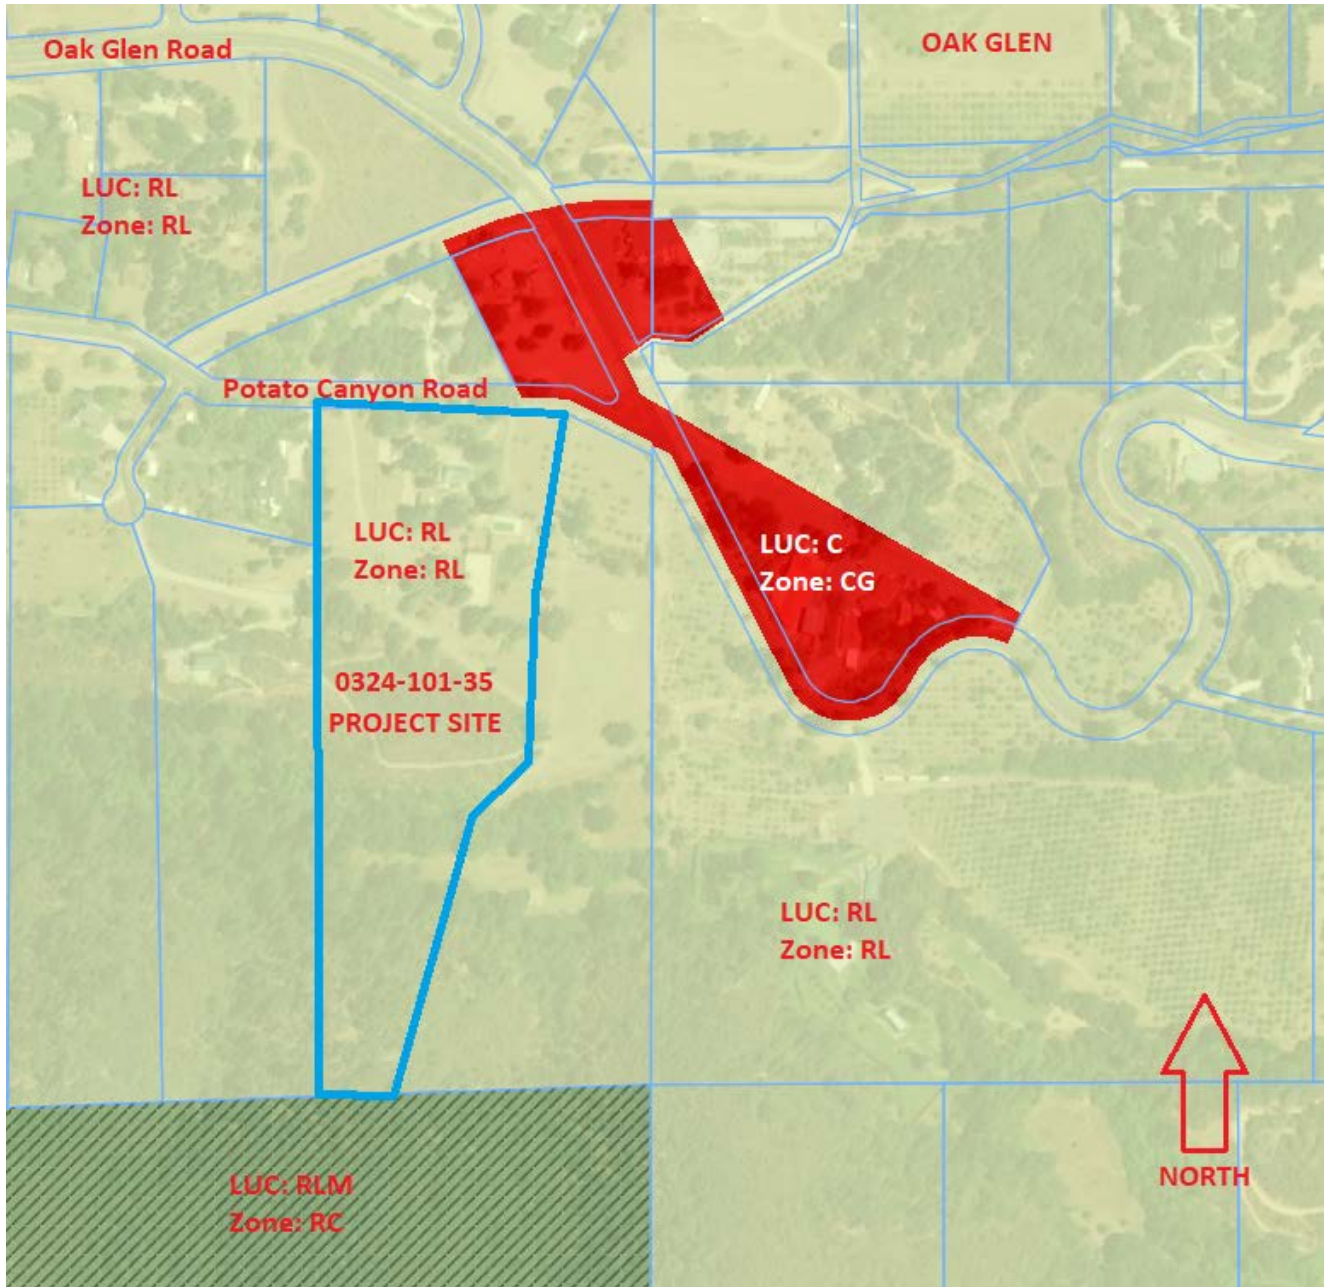 Oak Glen Road
OAK GLEN
LUC: RL
Zone: RL
Potato Canyon Road
LUC: RL
Zone: RL
LUC: C
Zone: CG
0324-101-35
PROJECT SITE
LUC: RL
Zone: RL
NORTH
LUC: RLM
Zone: RC